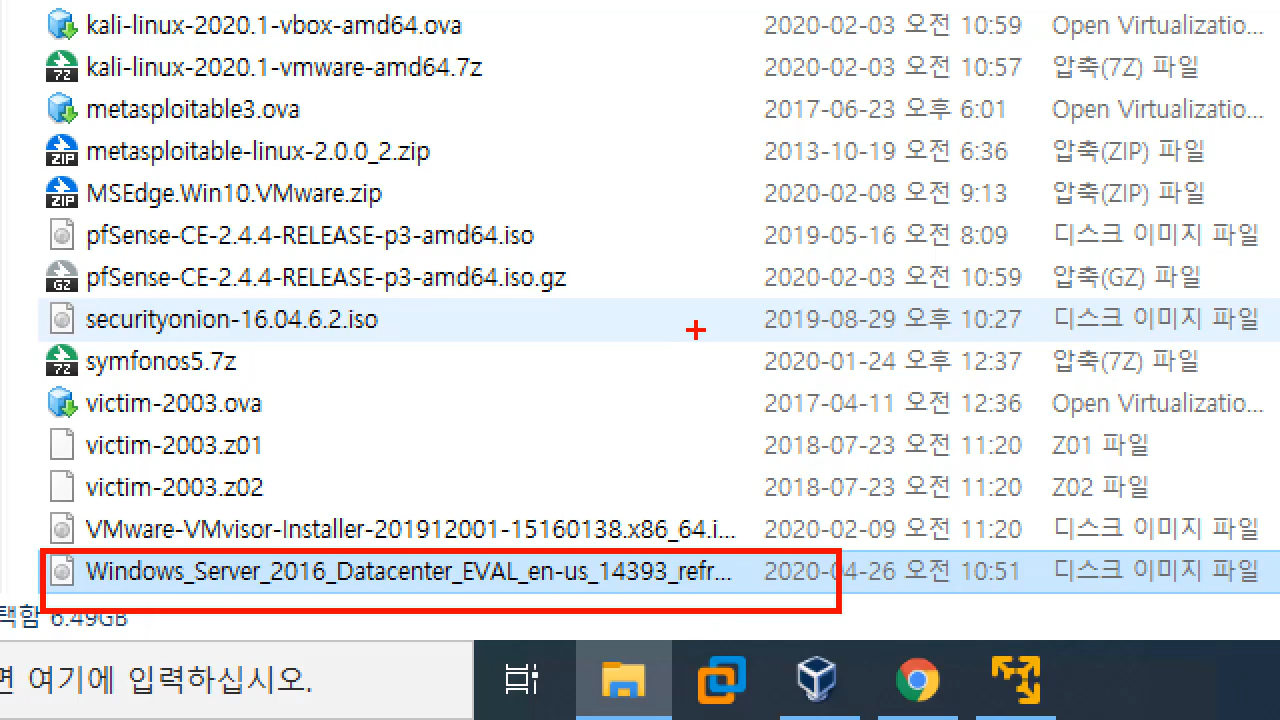 kali-linux-2020.1-vbox-amd64.ova 2020-02-03 오전 10:59 Open Virtualizatio...
kali-linux-2020.1-vmware-amd64.7z 2020-02-03 오전 10:57 압축(7Z) 파일
metasploitable3.ova 2017-06-23 오후 6:01 Open Virtualizatio...
metasploitable-linux-2.0.0_2.zip 2013-10-19 오전 6:36 압축(ZIP) 파일
MSEdge.Win10.VMware.zip 2020-02-08 오전 9:13 압축(ZIP) 파일
pfSense-CE-2.4.4-RELEASE-p3-amd64.iso 2019-05-16 오전 8:09 디스크 이미지 파일
pfSense-CE-2.4.4-RELEASE-p3-amd64.iso.gz 2020-02-03 오전 10:59 압축(GZ) 파일
securityonion-16.04.6.2.iso 2019-08-29 오후 10:27 디스크 이미지 파일
symfonos5.7z 2020-01-24 오후 12:37 압축(7Z) 파일
victim-2003.ova 2017-04-11 오전 12:36 Open Virtualizatio...
victim-2003.z01 2018-07-23 오전 11:20 Z01 파일
victim-2003.z02 2018-07-23 오전 11:20 Z02 파일
VMware-VMvisor-Installer-201912001-15160138.x86_64.i... 2020-02-09 오전 11:20 디스크 이미지 파일
Windows_Server_2016_Datacenter_EVAL_en-us_14393_refr... 2020-04-26 오전 10:51 디스크 이미지 파일
택함 6.49GB
면 여기에 입력하십시오.